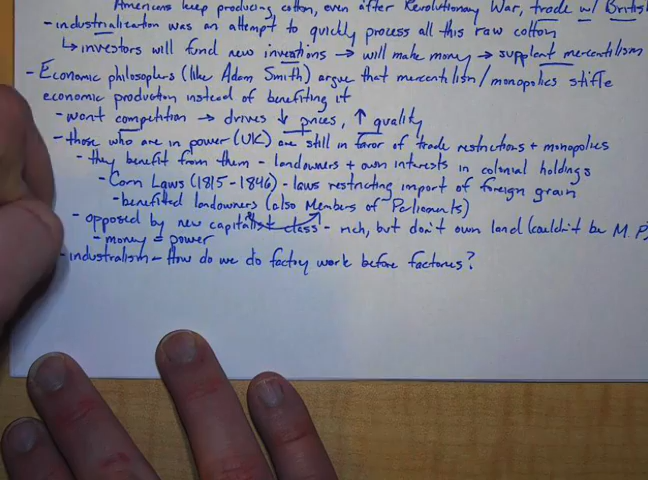 Americans keep producing cotton, even after Revolutionary War, trade w/ British
- industrialization was an attempt to quickly process all this raw cotton
↳ investors will fund new inventions → will make money → supplant mercantilism
- Economic philosophers (like Adam Smith) argue that mercantilism/monopolies stifle
economic production instead of benefiting it
- want competition → drives ↓ prices, ↑ quality
- those who are in power (UK) are still in favor of trade restrictions + monopolies
- they benefit from them - landowners + own interests in colonial holdings
- Corn Laws (1815-1846) - laws restricting import of foreign grain
- benefitted landowners (also Members of Parliaments)
- opposed by new capitalist class - rich, but don't own land (couldn't be M.P.)
- money = power
- industrialism - How do we do factory work before factories?